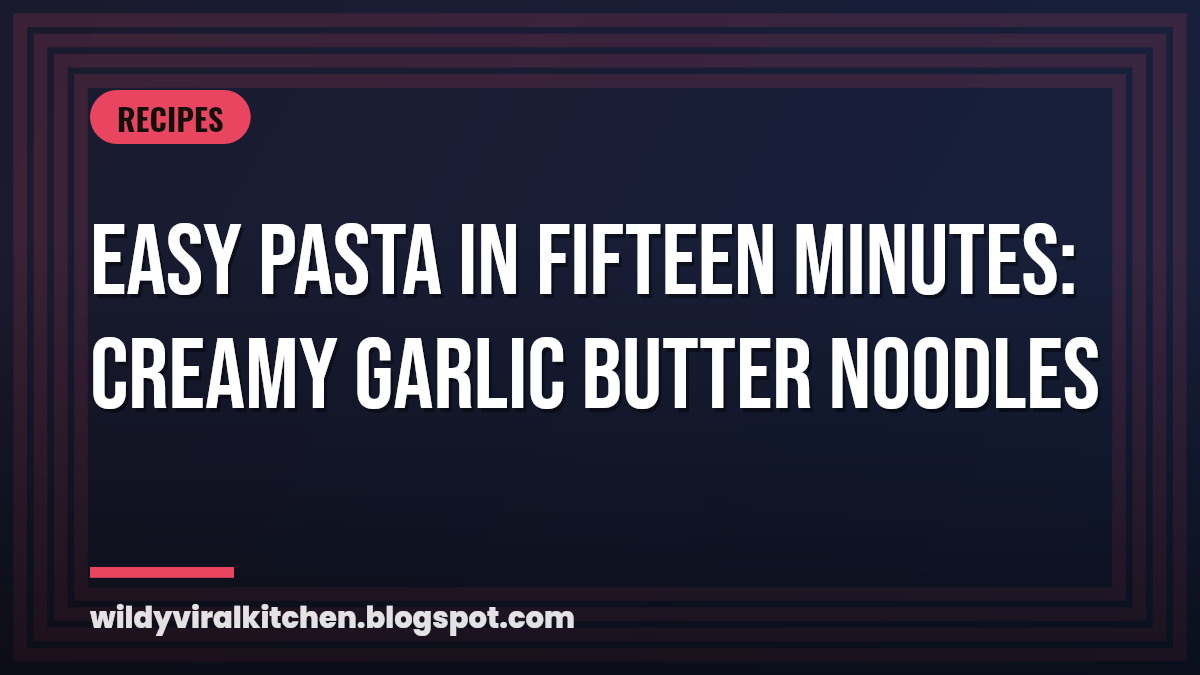 RECIPES
EASY PASTA IN FIFTEEN MINUTES:
CREAMY GARLIC BUTTER NOODLES
wildyviralkitchen.blogspot.com